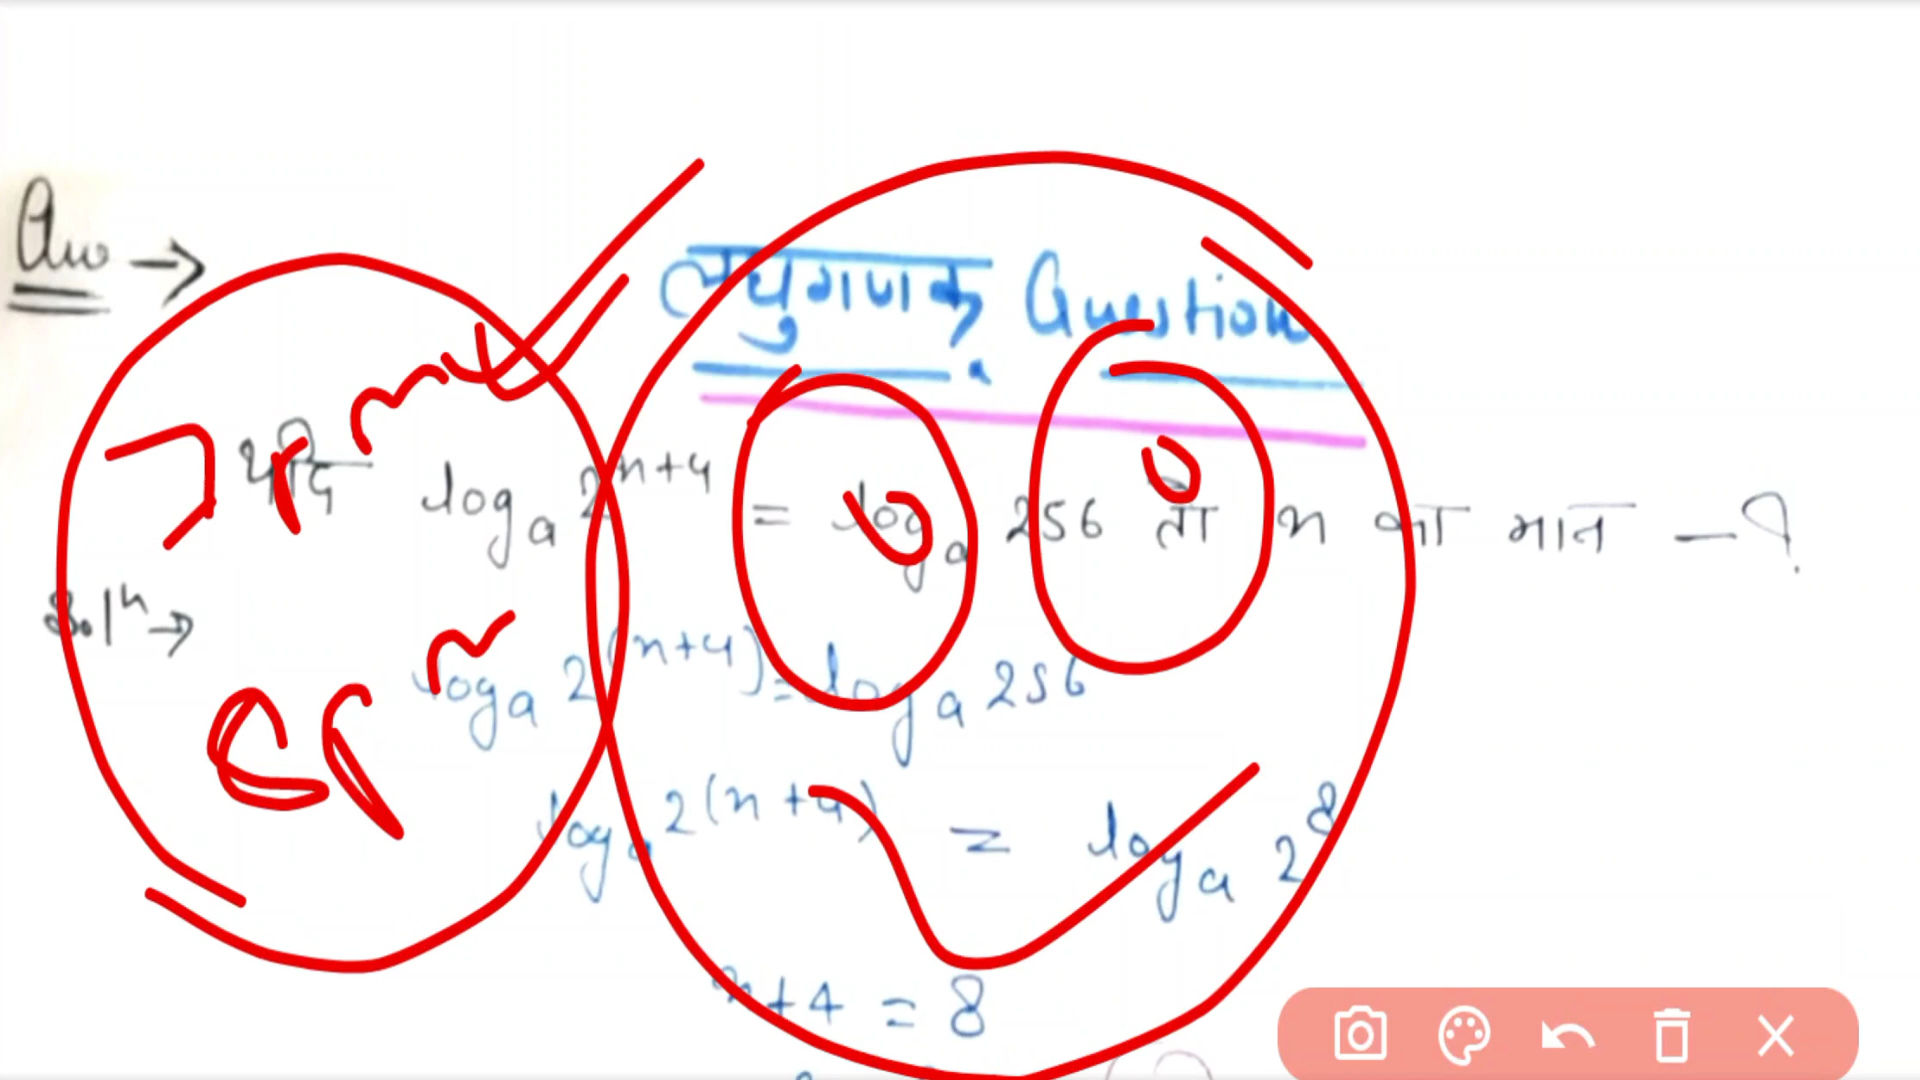 Ans →
लघुगणक Question
यदि log_a 2^{n+4} = log_a 256 तो n का मान - ?
Sol^n →
log_a 2^{(n+4)} = log_a 256
log_a 2^{(n+4)} = log_a 2^8
n+4 = 8